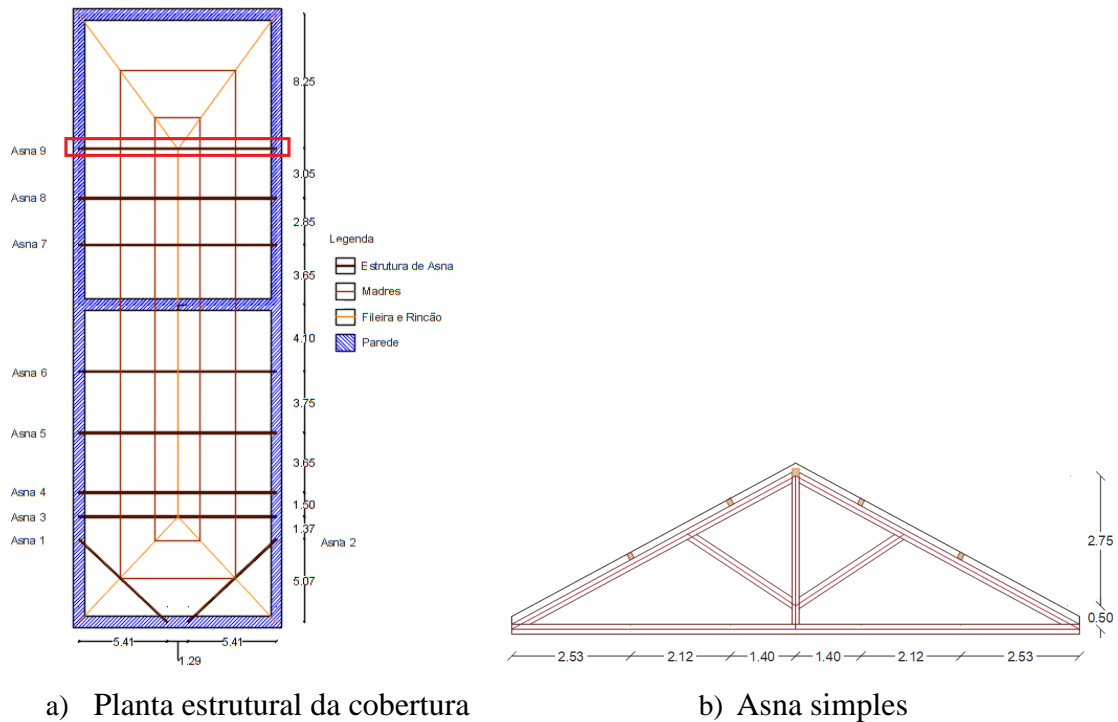 8.25
Asna 9
3.05
Asna 8
2.85
Asna 7
Legenda
3.65
Estrutura de Asna
Madres
Fileira e Rincão
4.10
Parede
Asna 6
3.75
Asna 5
3.65
Asna 4
1.50
Asna 3
1.37
Asna 1
Asna 2
5.07
5.41
5.41
1.29
2.75
0.50
2.53
2.12
1.40
1.40
2.12
2.53
a) Planta estrutural da cobertura
b) Asna simples